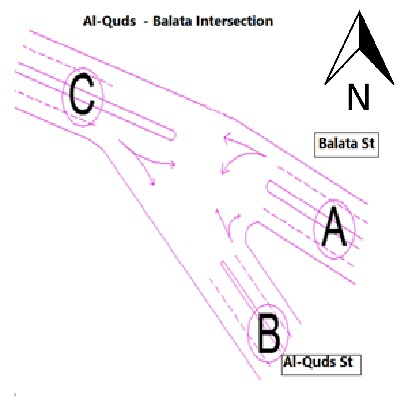 Al-Quds - Balata Intersection
N
Balata St
C
A
B
Al-Quds St